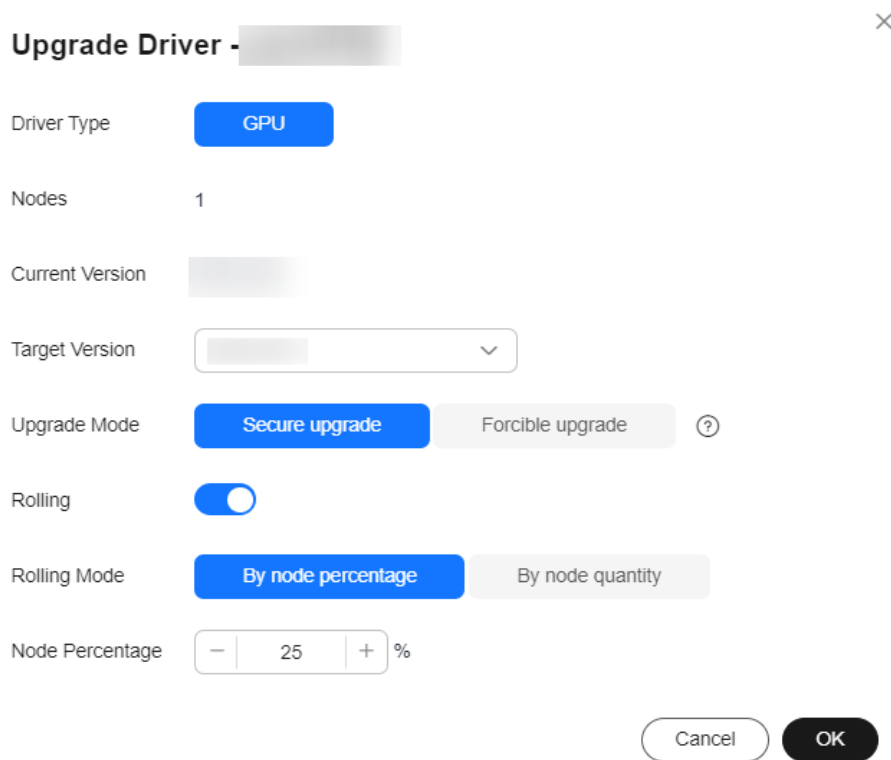 Upgrade Driver -
Driver Type GPU
Nodes 1
Current Version
Target Version
Upgrade Mode Secure upgrade Forcible upgrade ?
Rolling
Rolling Mode By node percentage By node quantity
Node Percentage − 25 + %
Cancel OK